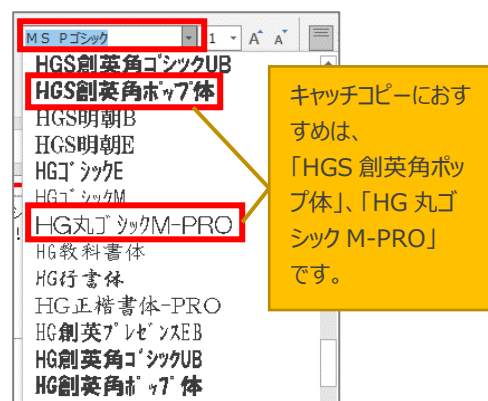 ＭＳ Ｐゴシック
1
A
A
HGS創英角ゴシックUB
HGS創英角ポップ体
HGS明朝B
HGS明朝E
HGゴシックE
HGゴシックM
HG丸ゴシックM-PRO
HG教科書体
HG行書体
HG正楷書体-PRO
HG創英プレゼンスEB
HG創英角ゴシックUB
HG創英角ポップ体
キャッチコピーにおす
すめは、
「HGS 創英角ポッ
プ体」、「HG 丸ゴ
シック M-PRO」
です。